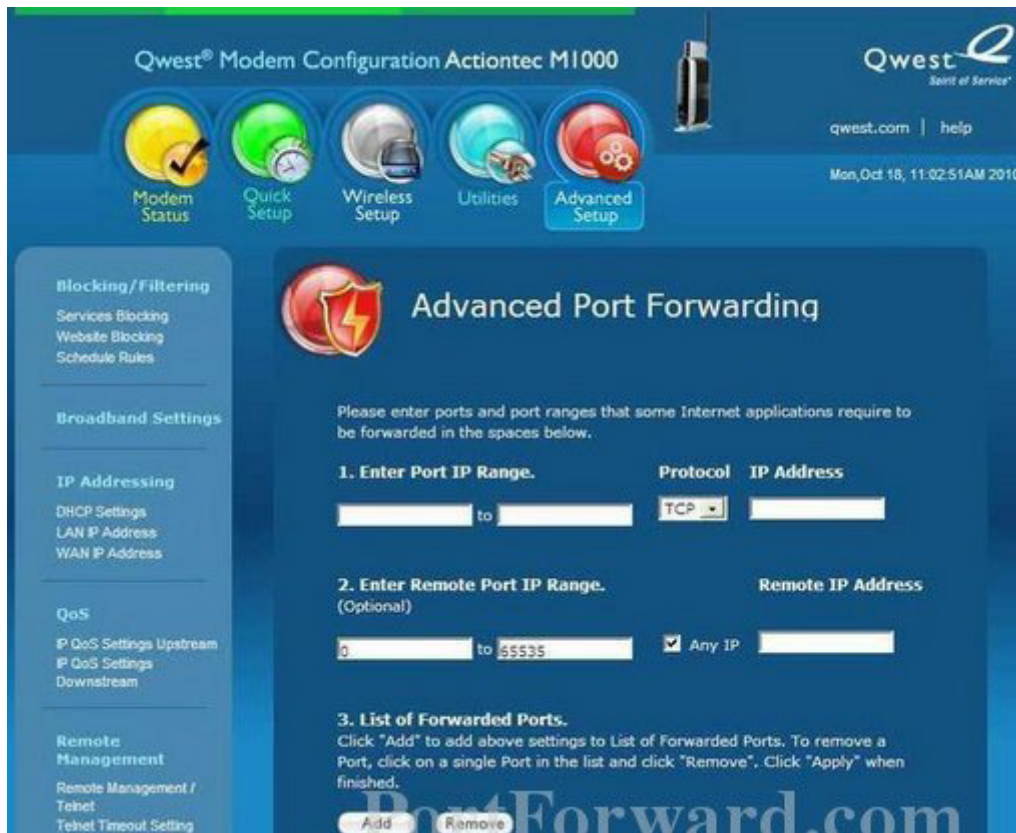 Qwest® Modem Configuration Actiontec M1000
Qwest
Spirit of Service®
qwest.com | help
Mon,Oct 18, 11:02:51AM 2010
Modem Status
Quick Setup
Wireless Setup
Utilities
Advanced Setup
Blocking/Filtering
Services Blocking
Website Blocking
Schedule Rules
Broadband Settings
IP Addressing
DHCP Settings
LAN IP Address
WAN IP Address
QoS
IP QoS Settings Upstream
IP QoS Settings
Downstream
Remote
Management
Remote Management /
Telnet
Telnet Timeout Setting
Advanced Port Forwarding
Please enter ports and port ranges that some Internet applications require to
be forwarded in the spaces below.
1. Enter Port IP Range. Protocol IP Address
to TCP
2. Enter Remote Port IP Range. Remote IP Address
(Optional)
0 to 65535 Any IP
3. List of Forwarded Ports.
Click "Add" to add above settings to List of Forwarded Ports. To remove a
Port, click on a single Port in the list and click "Remove". Click "Apply" when
finished.
Add Remove
PortForward.com